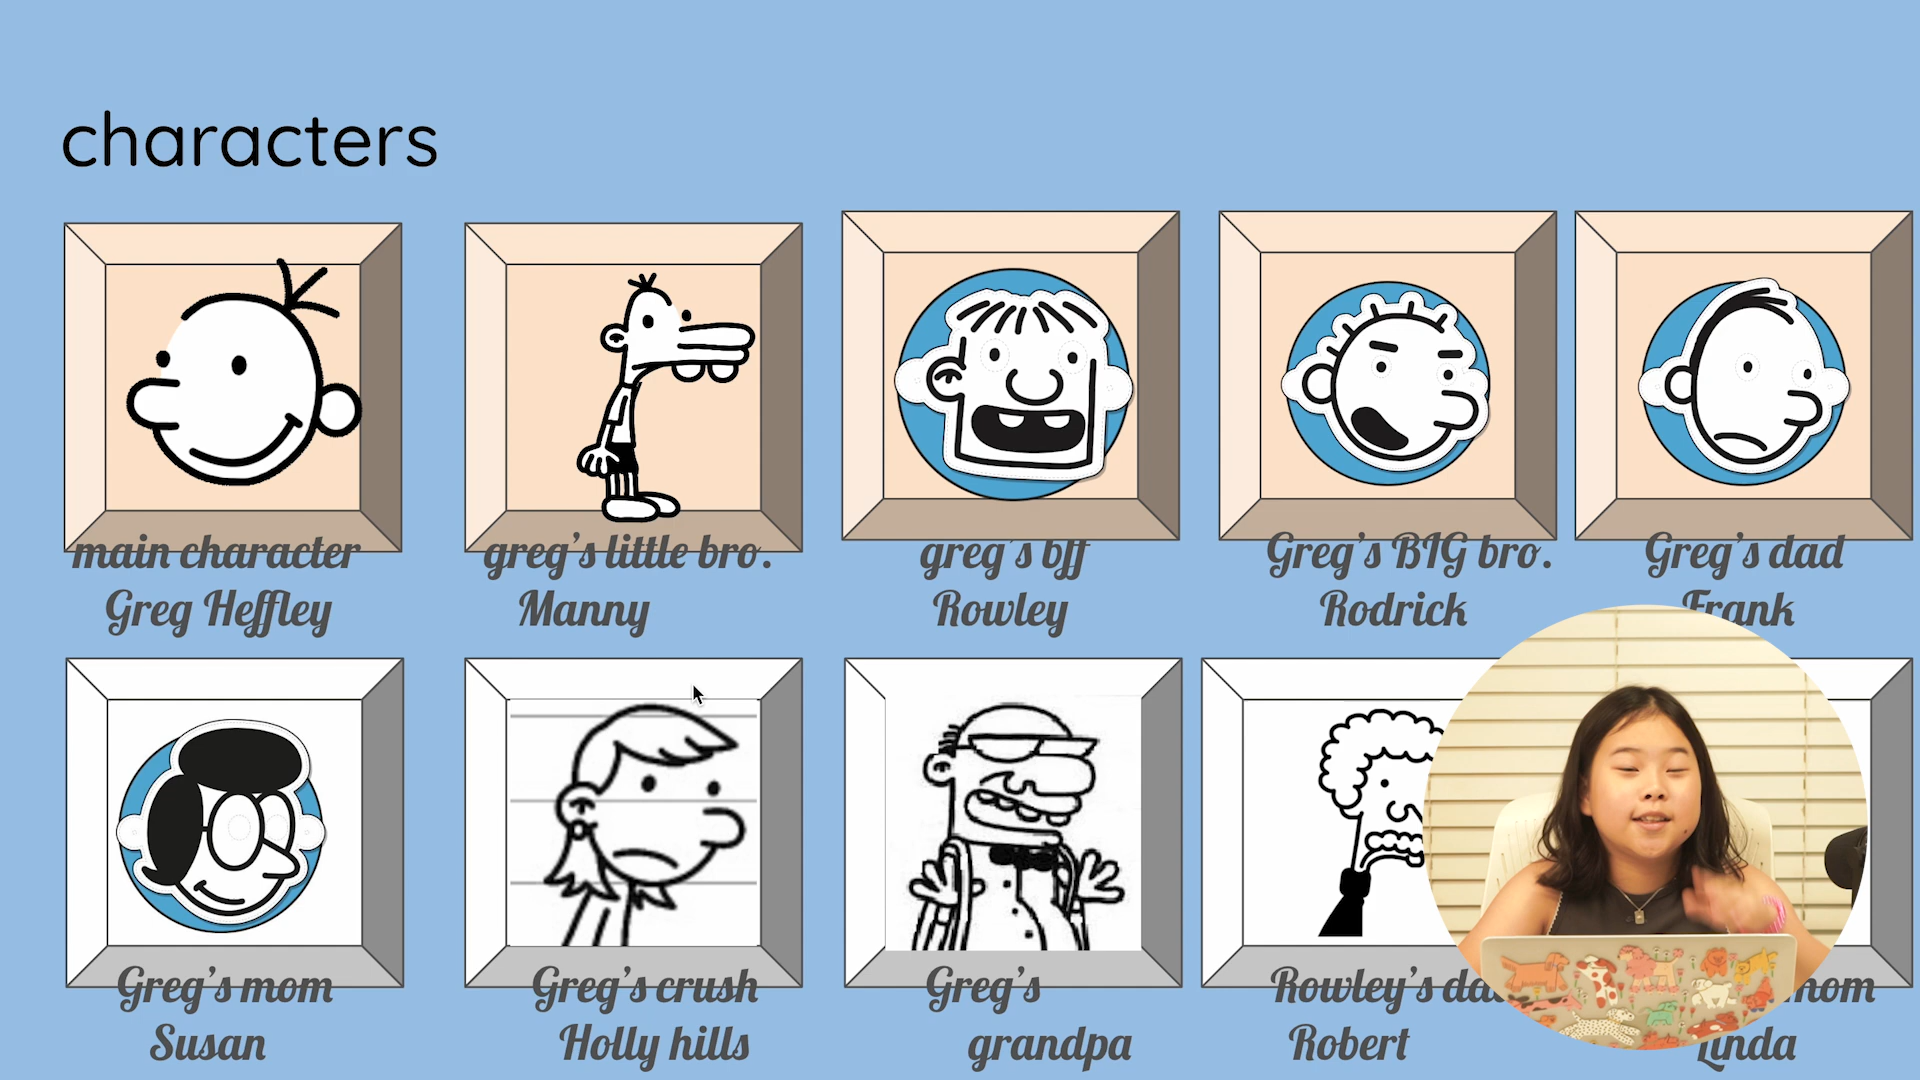 characters
main character
Greg Heffley
greg's little bro.
Manny
greg's bff
Rowley
Greg's BIG bro.
Rodrick
Greg's dad
Frank
Greg's mom
Susan
Greg's crush
Holly hills
Greg's
grandpa
Rowley's
Robert
mom
Linda